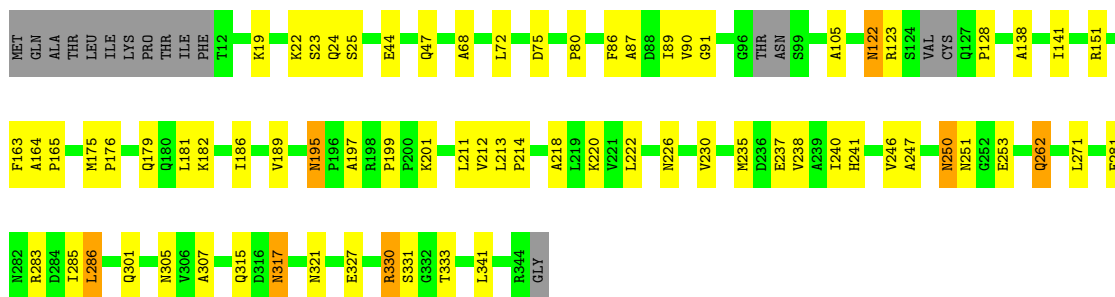 MET GLN ALA THR LEU ILE LYS PRO THR ILE PHE T12 K19 K22 S23 Q24 S25 E44 Q47 A68 L72 D75 P80 F86 A87 D88 I89 V90 G91 G96 THR ASN S99 A105 N122 R123 S124 VAL CYS Q127 P128 A138 I141 R151
F163 A164 P165 M175 P176 Q179 Q180 L181 K182 I186 V189 N195 P196 A197 R198 P199 P200 K201 L211 V212 L213 P214 A218 L219 K220 V221 L222 N226 V230 M235 D236 E237 V238 A239 I240 H241 V246 A247 N250 N251 G252 E253 Q262 L271
N282 R283 D284 I285 L286 Q301 N305 V306 A307 Q315 D316 N317 N321 E327 R330 S331 G332 T333 L341 R344 GLY